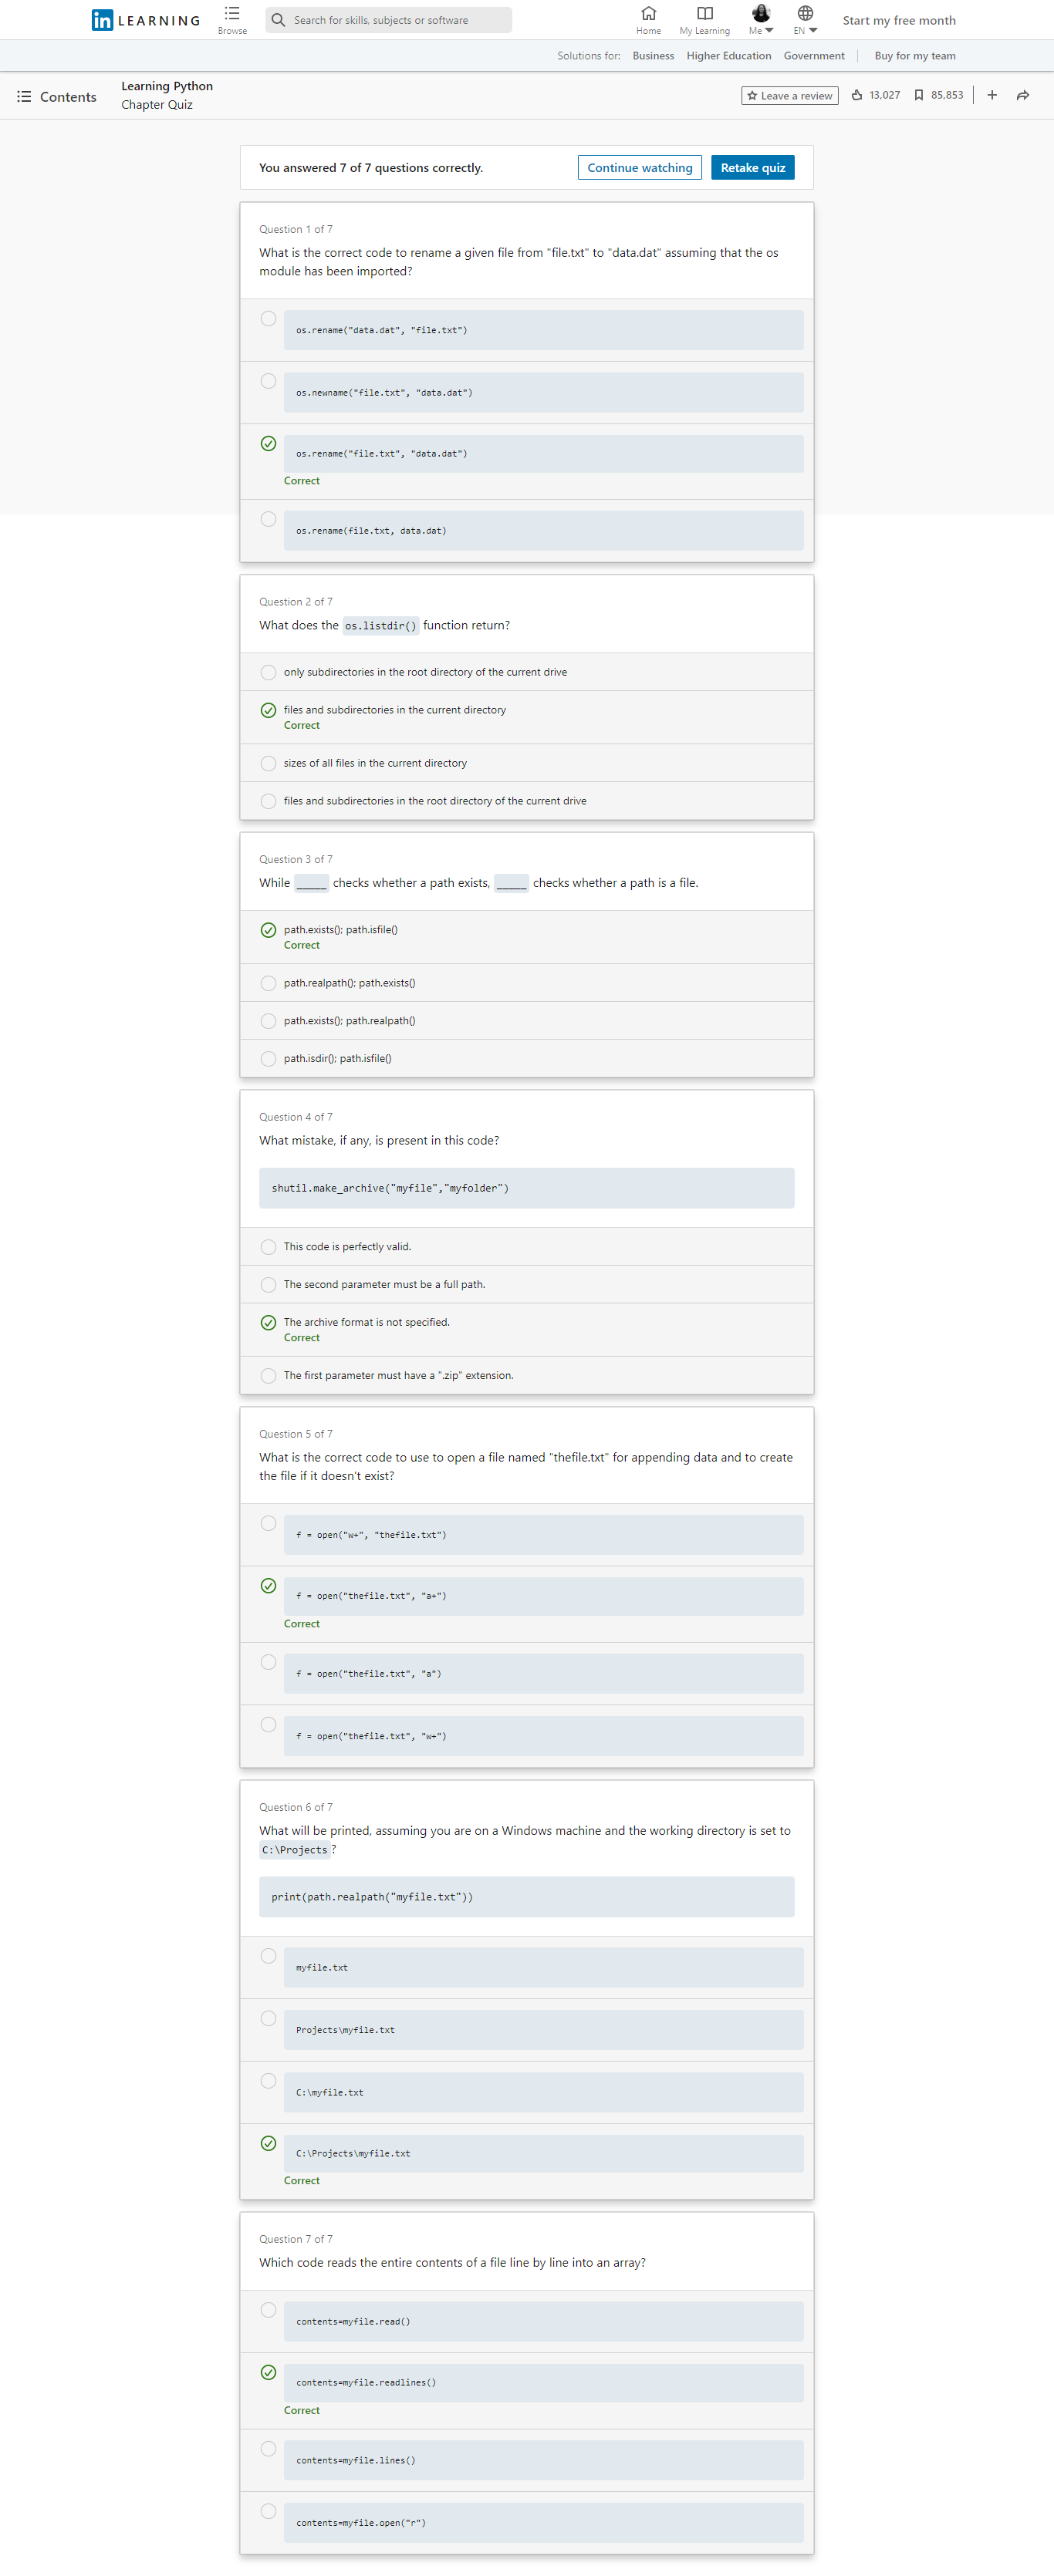 in LEARNING
Browse
Search for skills, subjects or software
Home
My Learning
Me
EN
Start my free month
Solutions for:
Business
Higher Education
Government
Buy for my team
Contents
Learning Python
Chapter Quiz
Leave a review
13,027
85,853
You answered 7 of 7 questions correctly.
Continue watching
Retake quiz
Question 1 of 7
What is the correct code to rename a given file from "file.txt" to "data.dat" assuming that the os
module has been imported?
os.rename("data.dat", "file.txt")
os.newname("file.txt", "data.dat")
os.rename("file.txt", "data.dat")
Correct
os.rename(file.txt, data.dat)
Question 2 of 7
What does the os.listdir() function return?
only subdirectories in the root directory of the current drive
files and subdirectories in the current directory
Correct
sizes of all files in the current directory
files and subdirectories in the root directory of the current drive
Question 3 of 7
While _____ checks whether a path exists, _____ checks whether a path is a file.
path.exists(); path.isfile()
Correct
path.realpath(); path.exists()
path.exists(); path.realpath()
path.isdir(); path.isfile()
Question 4 of 7
What mistake, if any, is present in this code?
shutil.make_archive("myfile","myfolder")
This code is perfectly valid.
The second parameter must be a full path.
The archive format is not specified.
Correct
The first parameter must have a ".zip" extension.
Question 5 of 7
What is the correct code to use to open a file named "thefile.txt" for appending data and to create
the file if it doesn't exist?
f = open("w+", "thefile.txt")
f = open("thefile.txt", "a+")
Correct
f = open("thefile.txt", "a")
f = open("thefile.txt", "w+")
Question 6 of 7
What will be printed, assuming you are on a Windows machine and the working directory is set to
C:\Projects ?
print(path.realpath("myfile.txt"))
myfile.txt
Projects\myfile.txt
C:\myfile.txt
C:\Projects\myfile.txt
Correct
Question 7 of 7
Which code reads the entire contents of a file line by line into an array?
contents=myfile.read()
contents=myfile.readlines()
Correct
contents=myfile.lines()
contents=myfile.open("r")